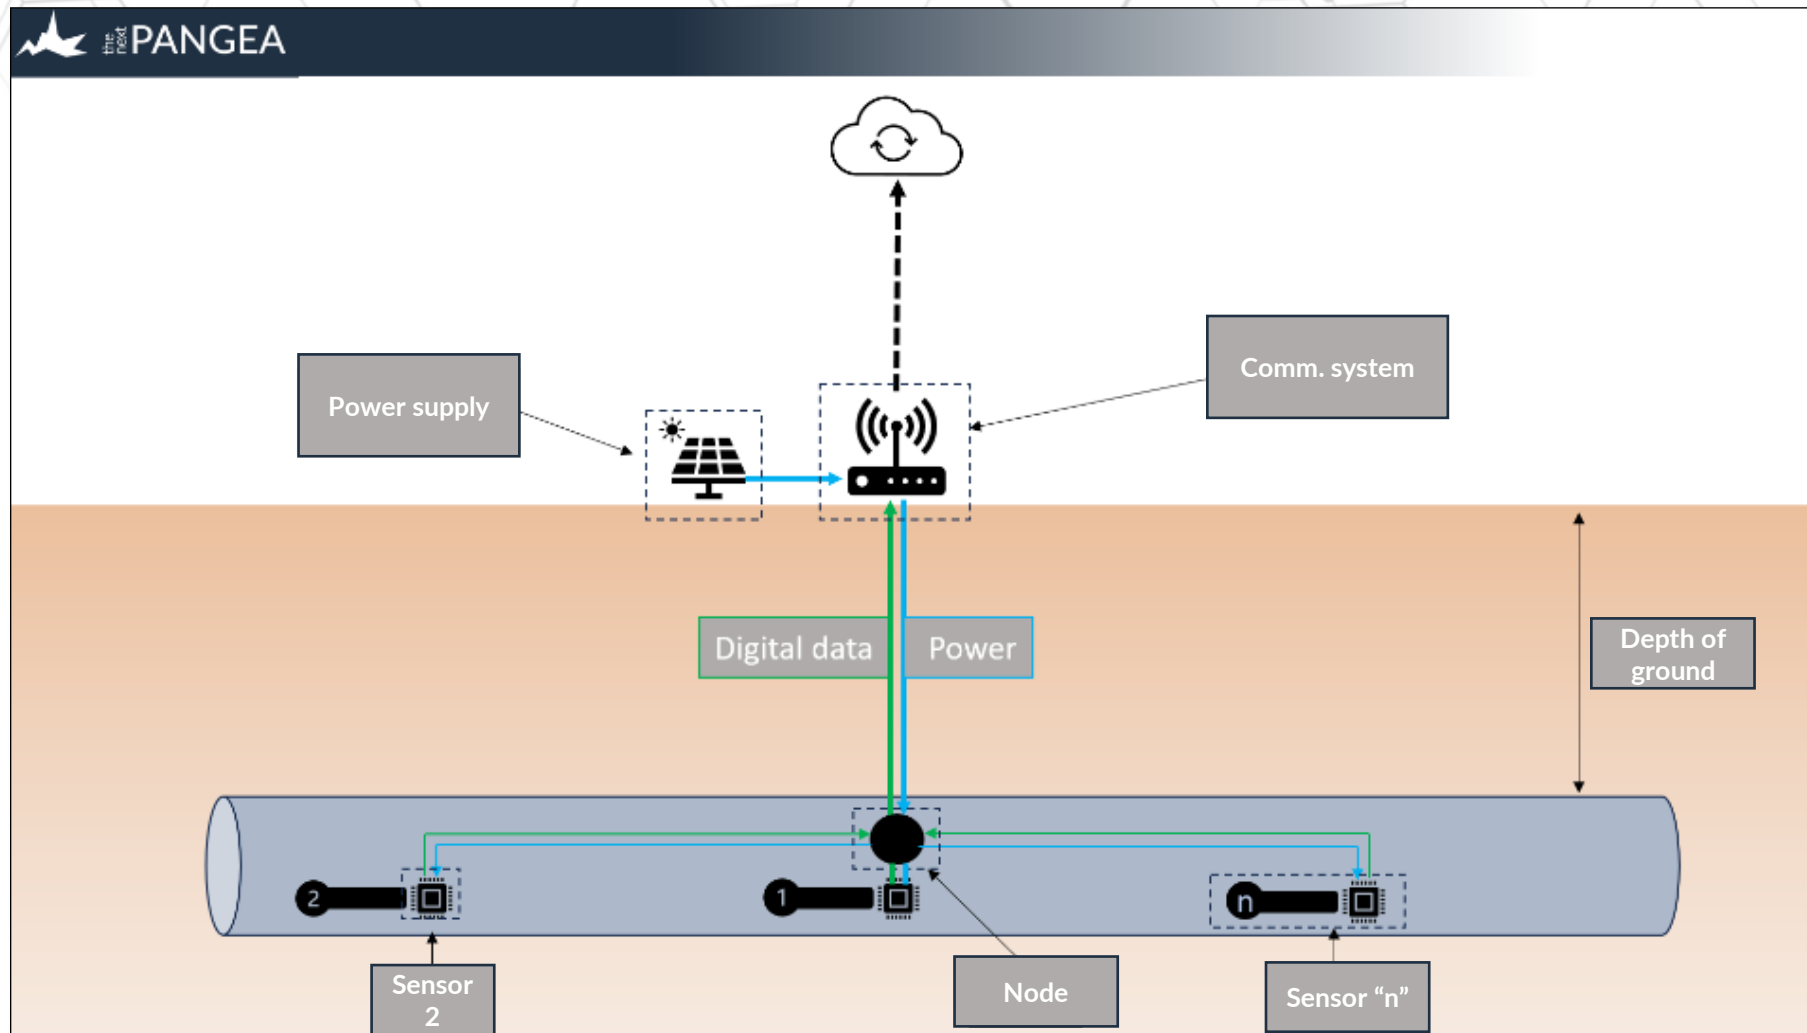 the next PANGEA
Comm. system
Power supply
Digital data
Power
Depth of
ground
2
1
n
Sensor
2
Node
Sensor “n”